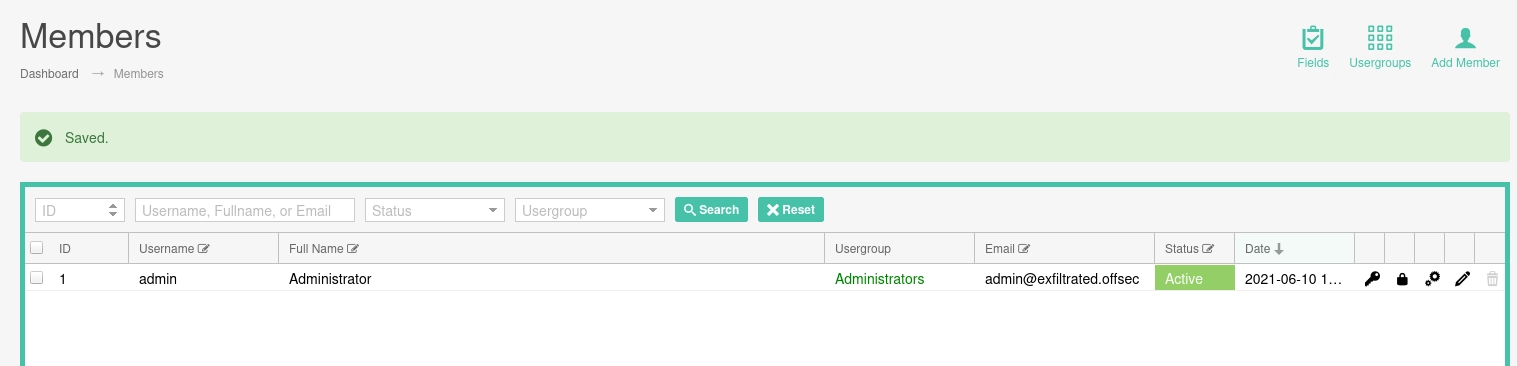 Members
Fields Usergroups Add Member
Dashboard → Members
Saved.
ID Username, Fullname, or Email Status Usergroup Search Reset
ID Username Full Name Usergroup Email Status Date
1 admin Administrator Administrators admin@exfiltrated.offsec Active 2021-06-10 1...